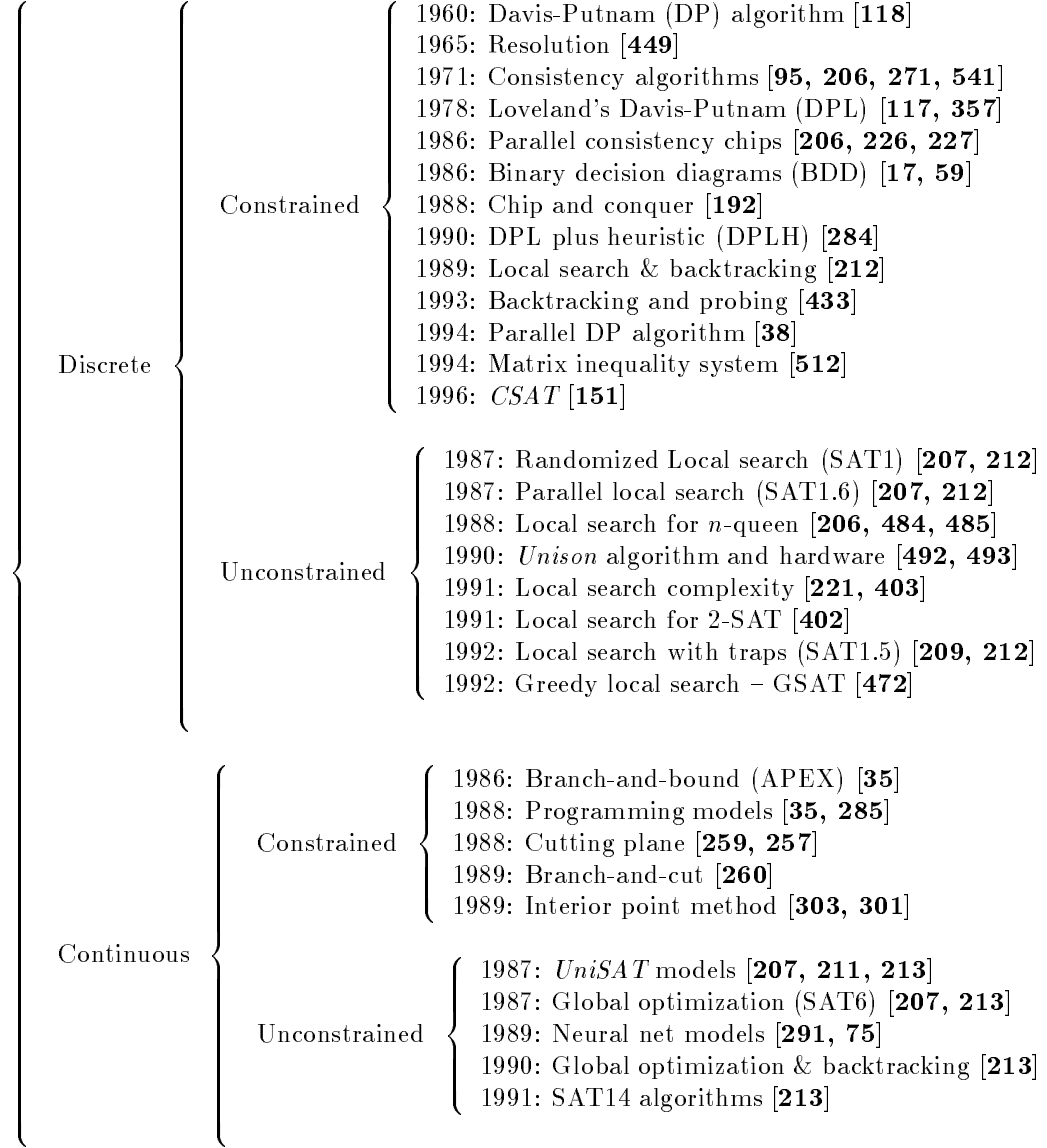 1960: Davis-Putnam (DP) algorithm [118]
1965: Resolution [449]
1971: Consistency algorithms [95, 206, 271, 541]
1978: Loveland's Davis-Putnam (DPL) [117, 357]
1986: Parallel consistency chips [206, 226, 227]
1986: Binary decision diagrams (BDD) [17, 59]
Constrained
1988: Chip and conquer [192]
1990: DPL plus heuristic (DPLH) [284]
1989: Local search & backtracking [212]
1993: Backtracking and probing [433]
1994: Parallel DP algorithm [38]
Discrete
1994: Matrix inequality system [512]
1996: CSAT [151]
1987: Randomized Local search (SAT1) [207, 212]
1987: Parallel local search (SAT1.6) [207, 212]
1988: Local search for n-queen [206, 484, 485]
1990: Unison algorithm and hardware [492, 493]
Unconstrained
1991: Local search complexity [221, 403]
1991: Local search for 2-SAT [402]
1992: Local search with traps (SAT1.5) [209, 212]
1992: Greedy local search – GSAT [472]
1986: Branch-and-bound (APEX) [35]
1988: Programming models [35, 285]
Constrained
1988: Cutting plane [259, 257]
1989: Branch-and-cut [260]
1989: Interior point method [303, 301]
Continuous
1987: UniSAT models [207, 211, 213]
1987: Global optimization (SAT6) [207, 213]
Unconstrained
1989: Neural net models [291, 75]
1990: Global optimization & backtracking [213]
1991: SAT14 algorithms [213]